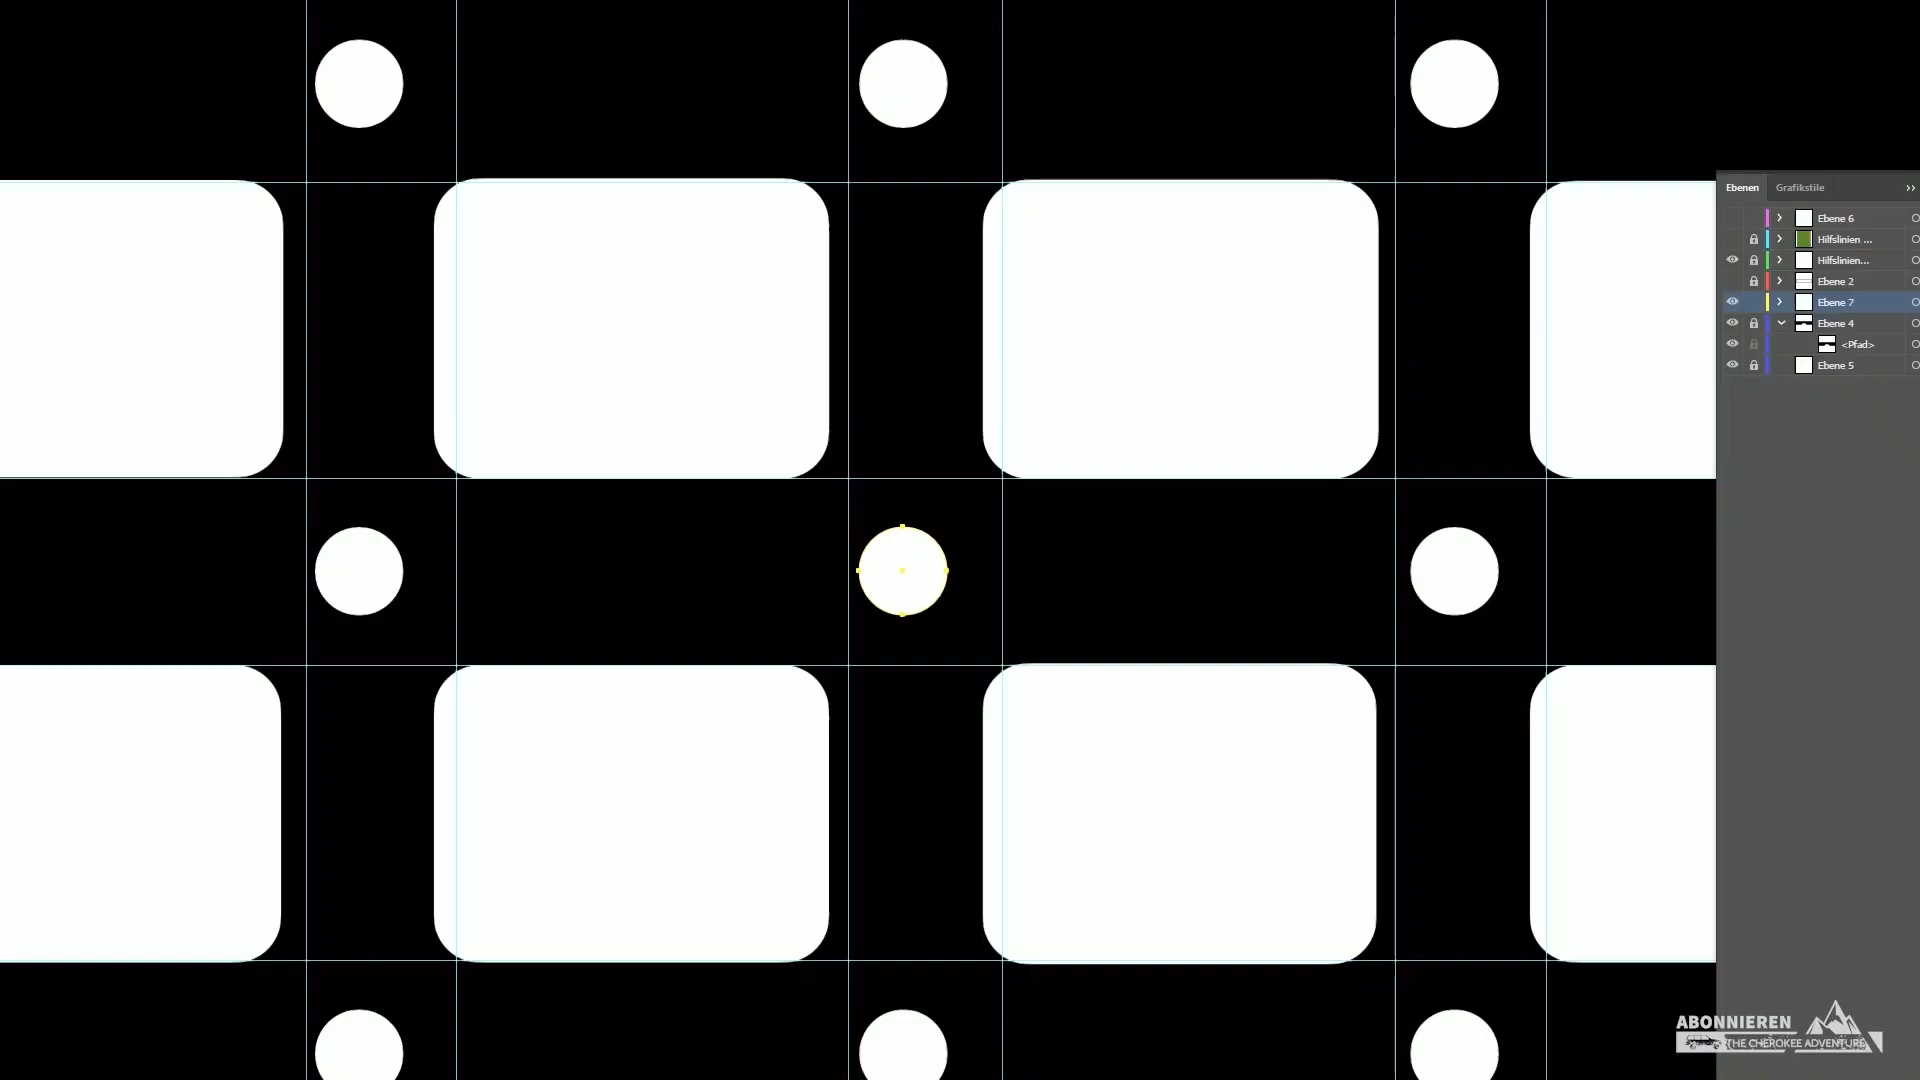 Ebenen Grafikstile
Ebene 6
Hilfslinien ...
Hilfslinien...
Ebene 2
Ebene 7
Ebene 4
<Pfad>
Ebene 5
ABONNIEREN
THE CHEROKEE ADVENTURE